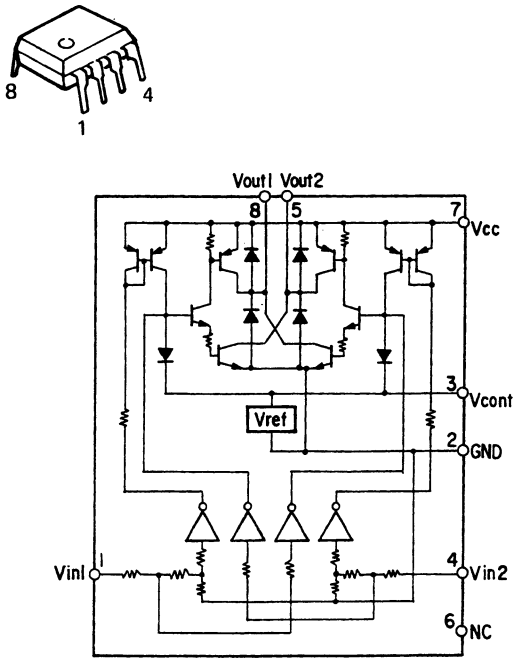 8
4
1
Vout1 Vout2
8 5
7
Vcc
3
Vcont
Vref
2
GND
1
Vin1
4
Vin2
6
NC